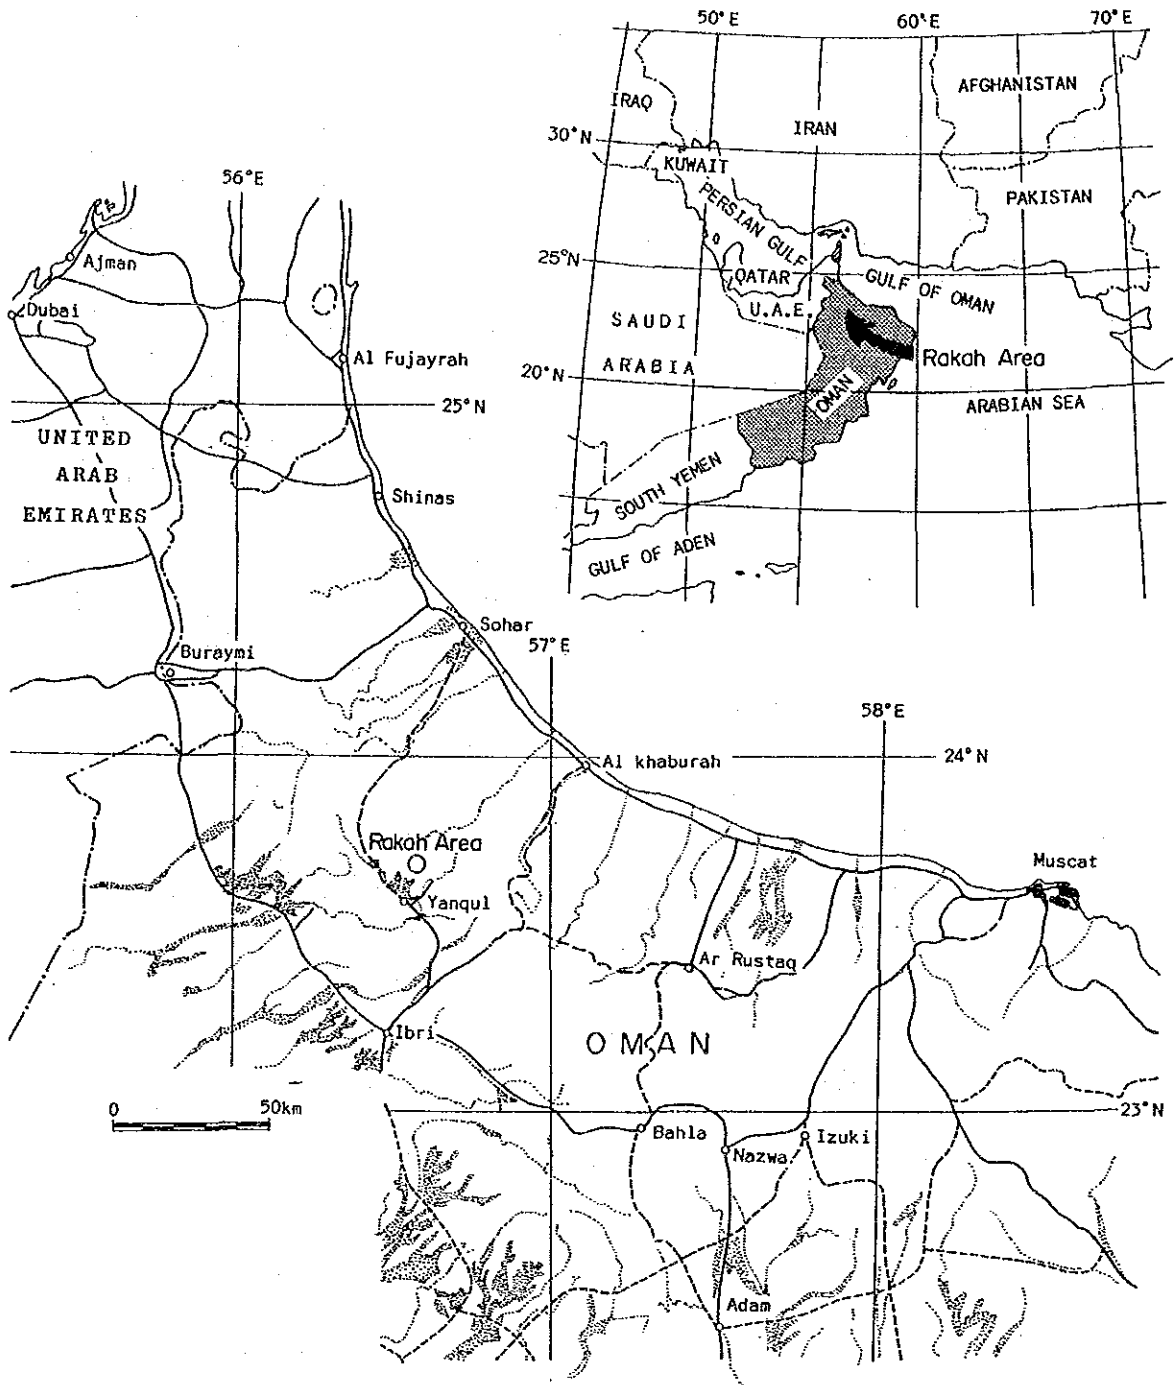 50°E 60°E 70°E
IRAQ
AFGHANISTAN
IRAN
30°N
KUWAIT
PAKISTAN
PERSIAN GULF
25°N
QATAR
GULF OF OMAN
U.A.E.
SAUDI
ARABIA
Rakah Area
20°N
OMAN
ARABIAN SEA
SOUTH YEMEN
GULF OF ADEN
56°E
Ajman
Dubai
Al Fujayrah
25°N
UNITED
ARAB
EMIRATES
Shinas
Sohar
57°E
Buraymi
58°E
24°N
Al khaburah
Rakah Area
Muscat
Yanqul
Ar Rustaq
Ibri
OMAN
0 50km
23°N
Bahla
Izuki
Nazwa
Adam